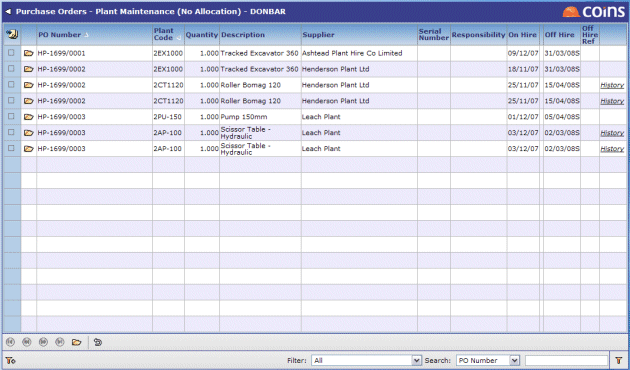 Purchase Orders - Plant Maintenance (No Allocation) - DONBAR
coins
PO Number Plant Code Quantity Description Supplier Serial Number Responsibility On Hire Off Hire Off Hire Ref
HP-1699/0001 2EX1000 1.000 Tracked Excavator 360 Ashtead Plant Hire Co Limited 09/12/07 31/03/08S
HP-1699/0002 2EX1000 1.000 Tracked Excavator 360 Henderson Plant Ltd 18/11/07 31/03/08S
HP-1699/0002 2CT1120 1.000 Roller Bomag 120 Henderson Plant Ltd 25/11/07 15/04/08S History
HP-1699/0002 2CT1120 1.000 Roller Bomag 120 Henderson Plant Ltd 25/11/07 15/04/08S History
HP-1699/0003 2PU-150 1.000 Pump 150mm Leach Plant 01/12/07 05/04/08S
HP-1699/0003 2AP-100 1.000 Scissor Table - Hydraulic Leach Plant 03/12/07 02/03/08S History
HP-1699/0003 2AP-100 1.000 Scissor Table - Hydraulic Leach Plant 03/12/07 02/03/08S History
Filter: All Search: PO Number